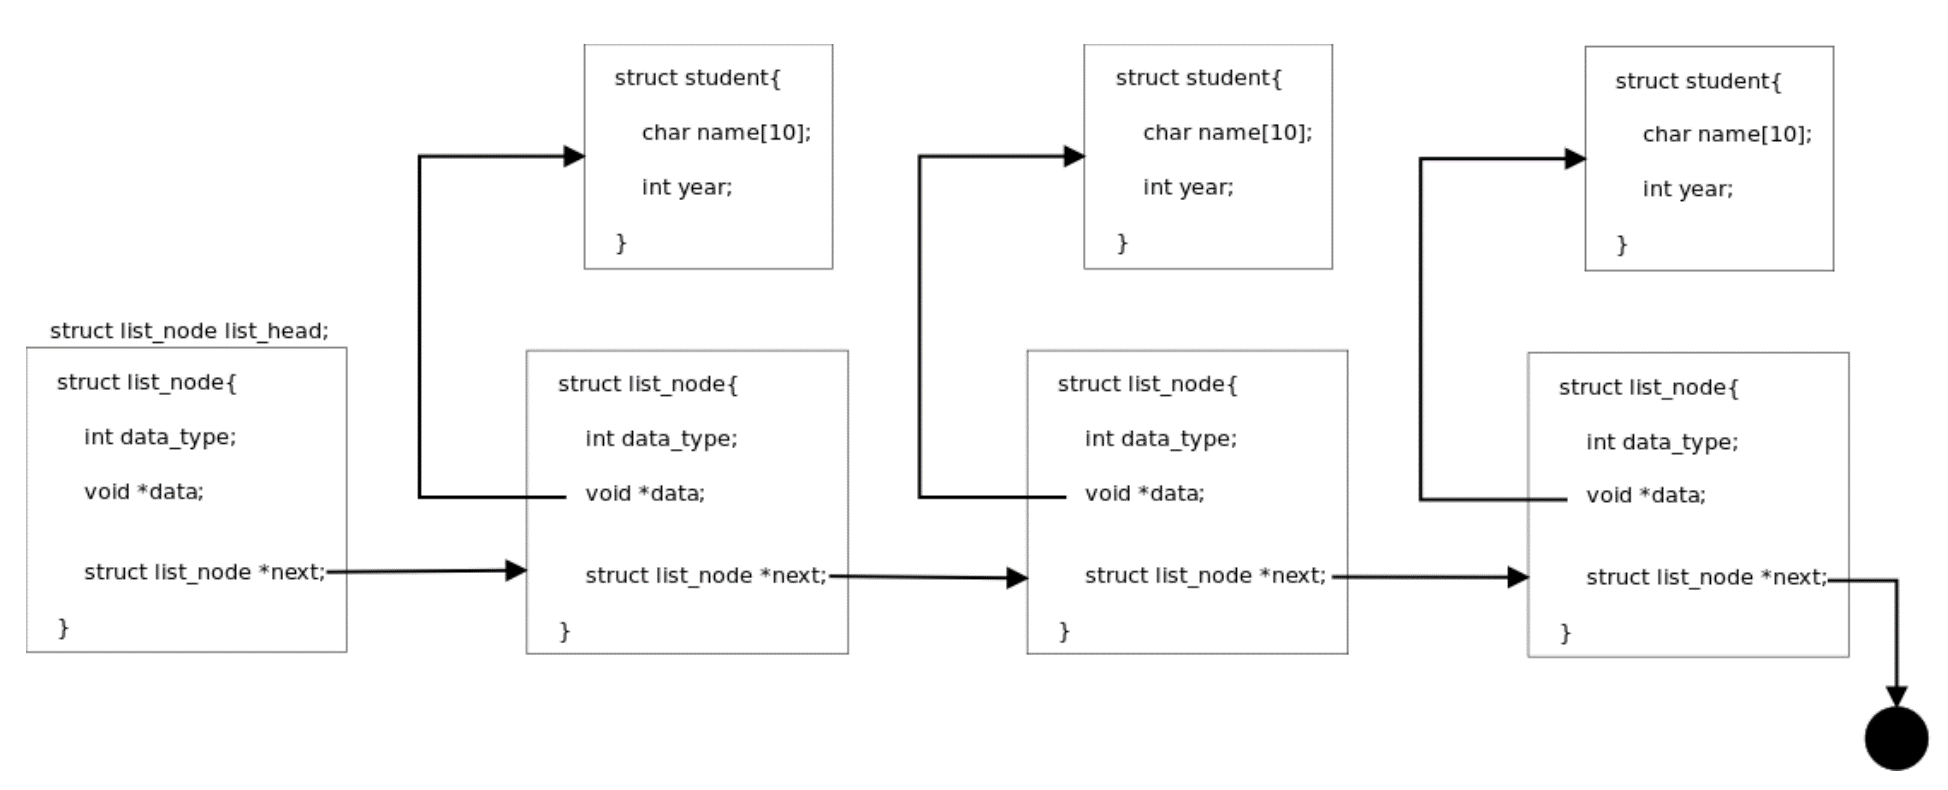 struct student{
char name[10];
int year;
}
struct student{
char name[10];
int year;
}
struct student{
char name[10];
int year;
}
struct list_node list_head;
struct list_node{
int data_type;
void *data;
struct list_node *next;
}
struct list_node{
int data_type;
void *data;
struct list_node *next;
}
struct list_node{
int data_type;
void *data;
struct list_node *next;
}
struct list_node{
int data_type;
void *data;
struct list_node *next;
}